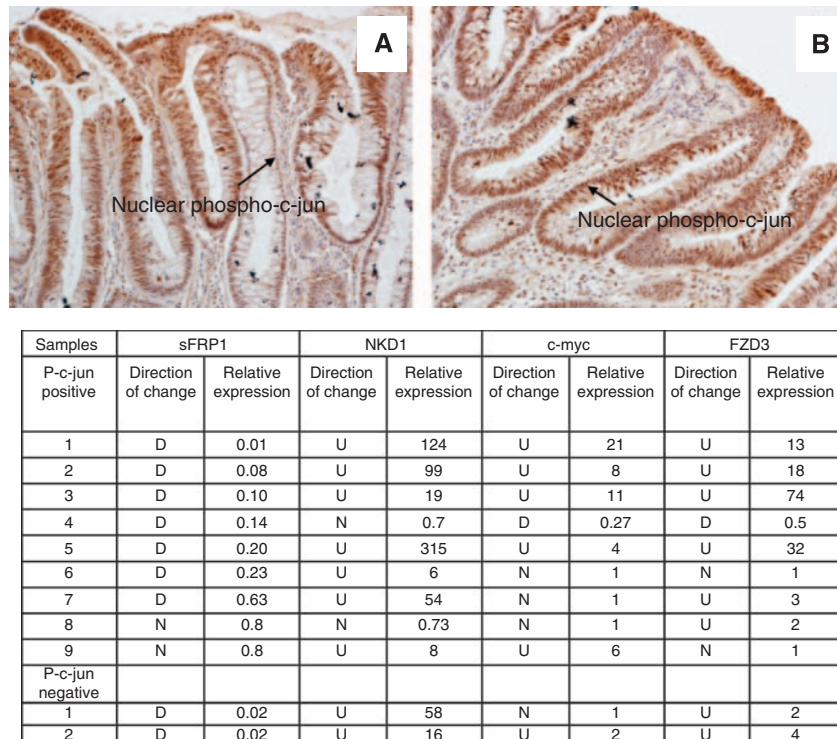 A
B
Nuclear phospho-c-jun
Nuclear phospho-c-jun
Samples sFRP1 NKD1 c-myc FZD3
P-c-jun positive Direction of change Relative expression Direction of change Relative expression Direction of change Relative expression Direction of change Relative expression
1 D 0.01 U 124 U 21 U 13
2 D 0.08 U 99 U 8 U 18
3 D 0.10 U 19 U 11 U 74
4 D 0.14 N 0.7 D 0.27 D 0.5
5 D 0.20 U 315 U 4 U 32
6 D 0.23 U 6 N 1 N 1
7 D 0.63 U 54 N 1 U 3
8 N 0.8 N 0.73 N 1 U 2
9 N 0.8 U 8 U 6 N 1
P-c-jun negative
1 D 0.02 U 58 N 1 U 2
2 D 0.02 U 16 U 2 U 4